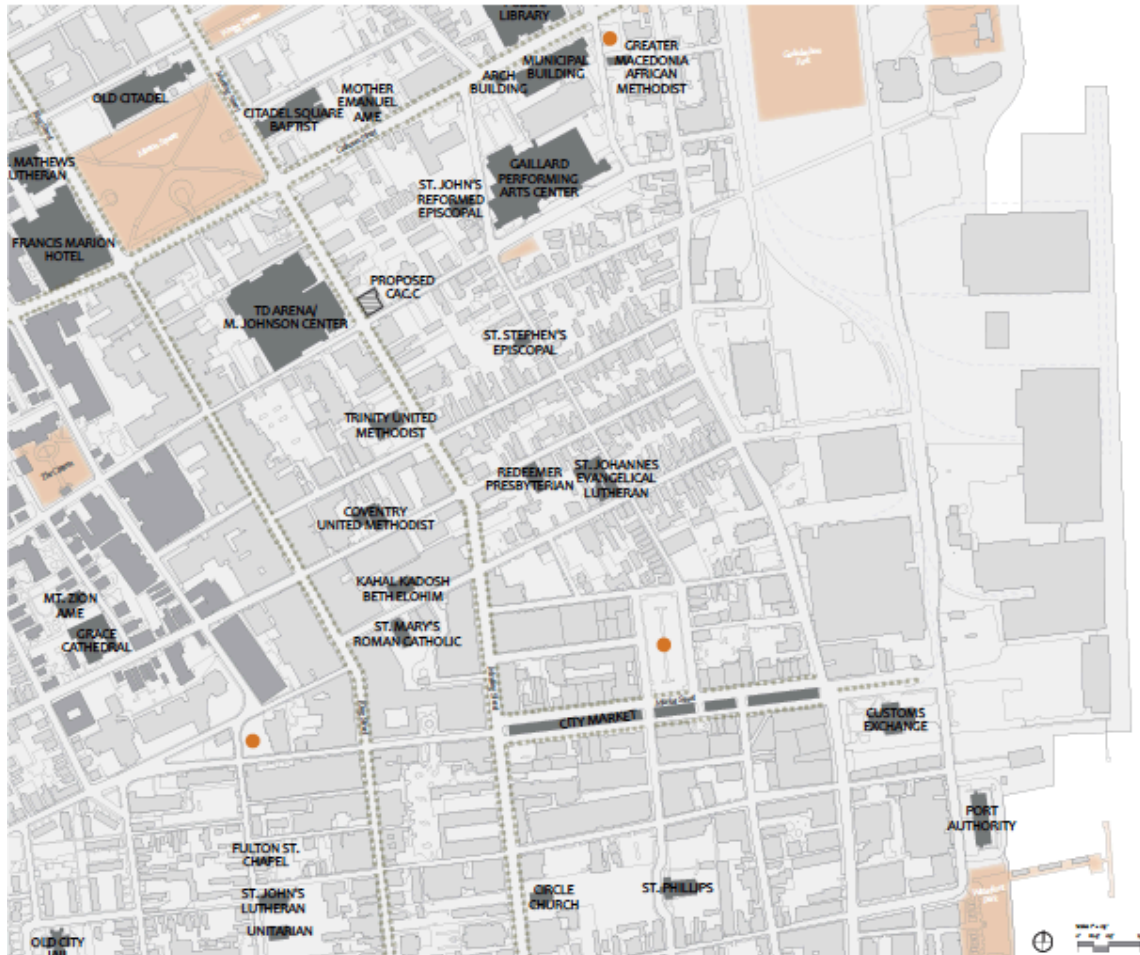 LIBRARY
MUNICIPAL
BUILDING
ARCH
BUILDING
GREATER
MACEDONIA
AFRICAN
METHODIST
OLD CITADEL
CITADEL SQUARE
BAPTIST
MOTHER
EMANUEL
AME
Calhoun Street
MATHEWS
UTHERAN
FRANCIS MARION
HOTEL
ST. JOHN'S
REFORMED
EPISCOPAL
GAILLARD
PERFORMING
ARTS CENTER
PROPOSED
CAC.C
TD ARENA/
M. JOHNSON CENTER
ST. STEPHEN'S
EPISCOPAL
TRINITY UNITED
METHODIST
REDEEMER
PRESBYTERIAN
ST. JOHANNES
EVANGELICAL
LUTHERAN
COVENTRY
UNITED METHODIST
KAHAL KADOSH
BETH ELOHIM
MT. ZION
AME
GRACE
CATHEDRAL
ST. MARY'S
ROMAN CATHOLIC
CITY MARKET
CUSTOMS
EXCHANGE
PORT
AUTHORITY
FULTON ST.
CHAPEL
ST. JOHN'S
LUTHERAN
UNITARIAN
CIRCLE
CHURCH
ST. PHILLIPS
OLD CITY
JAIL